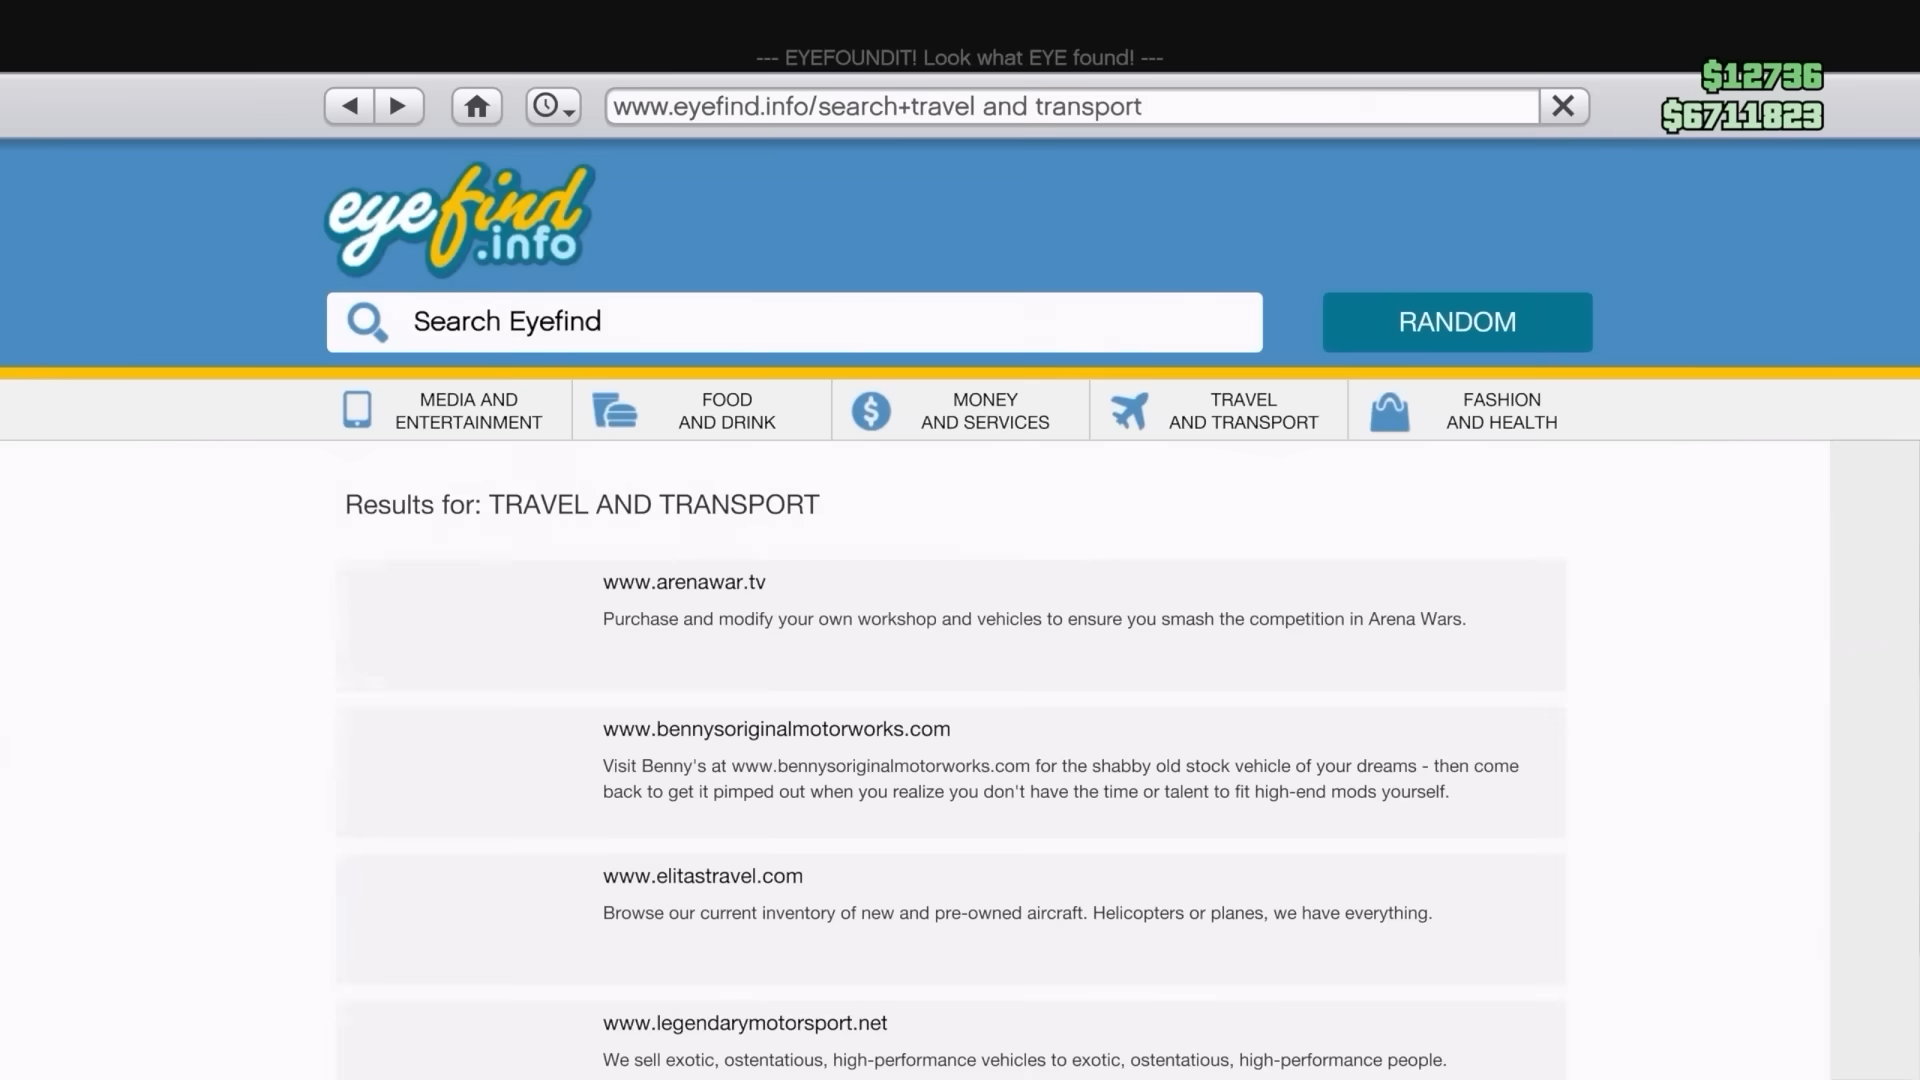 --- EYEFOUNDIT! Look what EYE found! ---
$12736
www.eyefind.info/search+travel and transport
$6711823
eyefind
.info
Search Eyefind
RANDOM
MEDIA AND
ENTERTAINMENT
FOOD
AND DRINK
MONEY
AND SERVICES
TRAVEL
AND TRANSPORT
FASHION
AND HEALTH
Results for: TRAVEL AND TRANSPORT
www.arenawar.tv
Purchase and modify your own workshop and vehicles to ensure you smash the competition in Arena Wars.
www.bennysoriginalmotorworks.com
Visit Benny's at www.bennysoriginalmotorworks.com for the shabby old stock vehicle of your dreams - then come
back to get it pimped out when you realize you don't have the time or talent to fit high-end mods yourself.
www.elitastravel.com
Browse our current inventory of new and pre-owned aircraft. Helicopters or planes, we have everything.
www.legendarymotorsport.net
We sell exotic, ostentatious, high-performance vehicles to exotic, ostentatious, high-performance people.